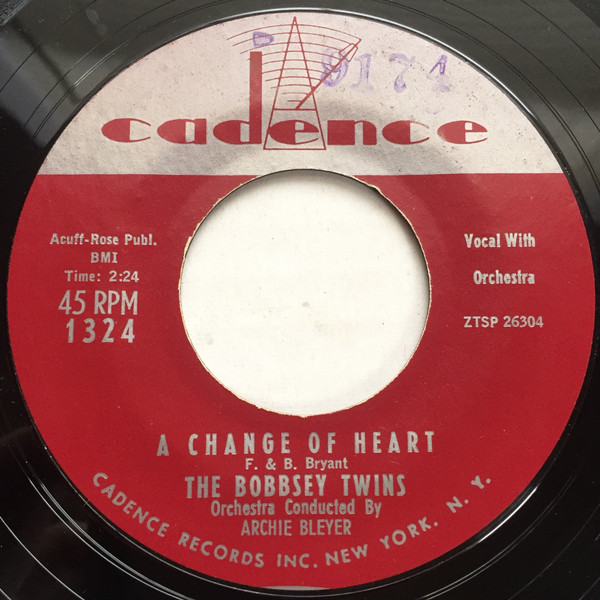 D 9174
cadence
Acuff-Rose Publ.
BMI
Time: 2:24
45 RPM
1324
Vocal With
Orchestra
ZTSP 26304
A CHANGE OF HEART
F. & B. Bryant
THE BOBBSEY TWINS
Orchestra Conducted By
ARCHIE BLEYER
CADENCE RECORDS INC. NEW YORK. N. Y.